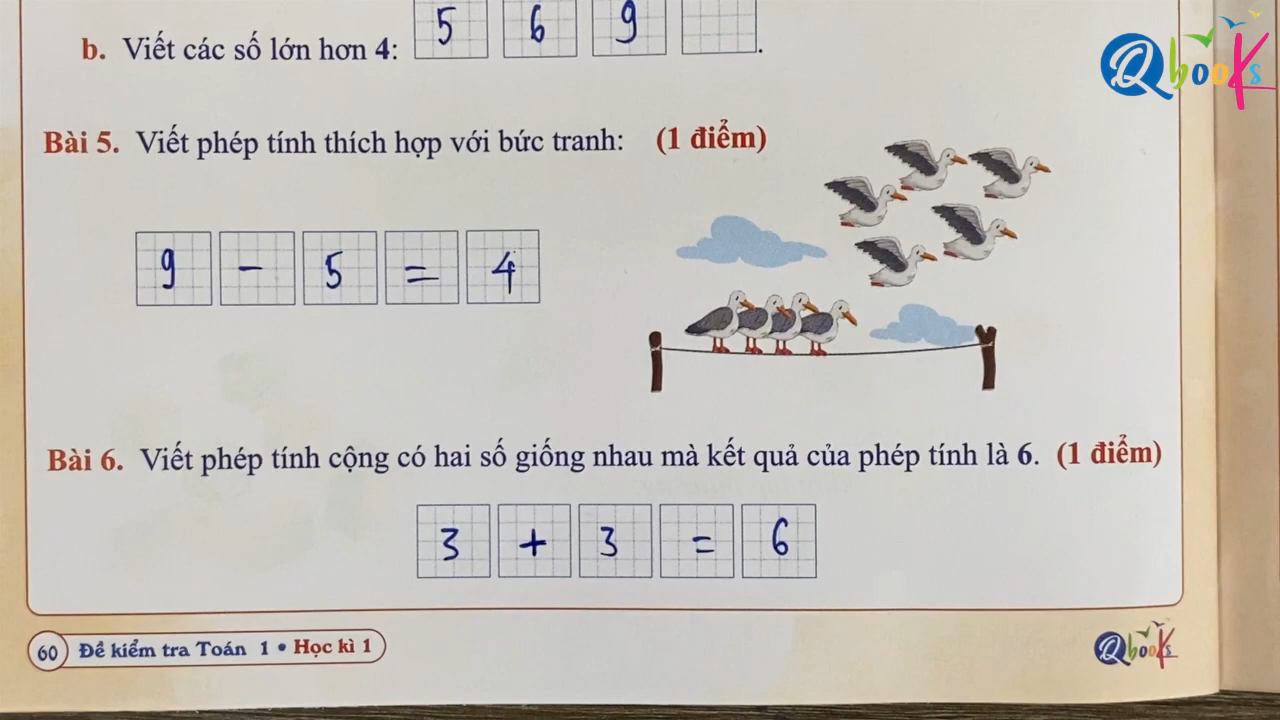 Qbooks
b. Viết các số lớn hơn 4: 5 6 9 .
Bài 5. Viết phép tính thích hợp với bức tranh: (1 điểm)
9 - 5 = 4
Bài 6. Viết phép tính cộng có hai số giống nhau mà kết quả của phép tính là 6. (1 điểm)
3 + 3 = 6
60 Đề kiểm tra Toán 1 • Học kì 1
Qbooks